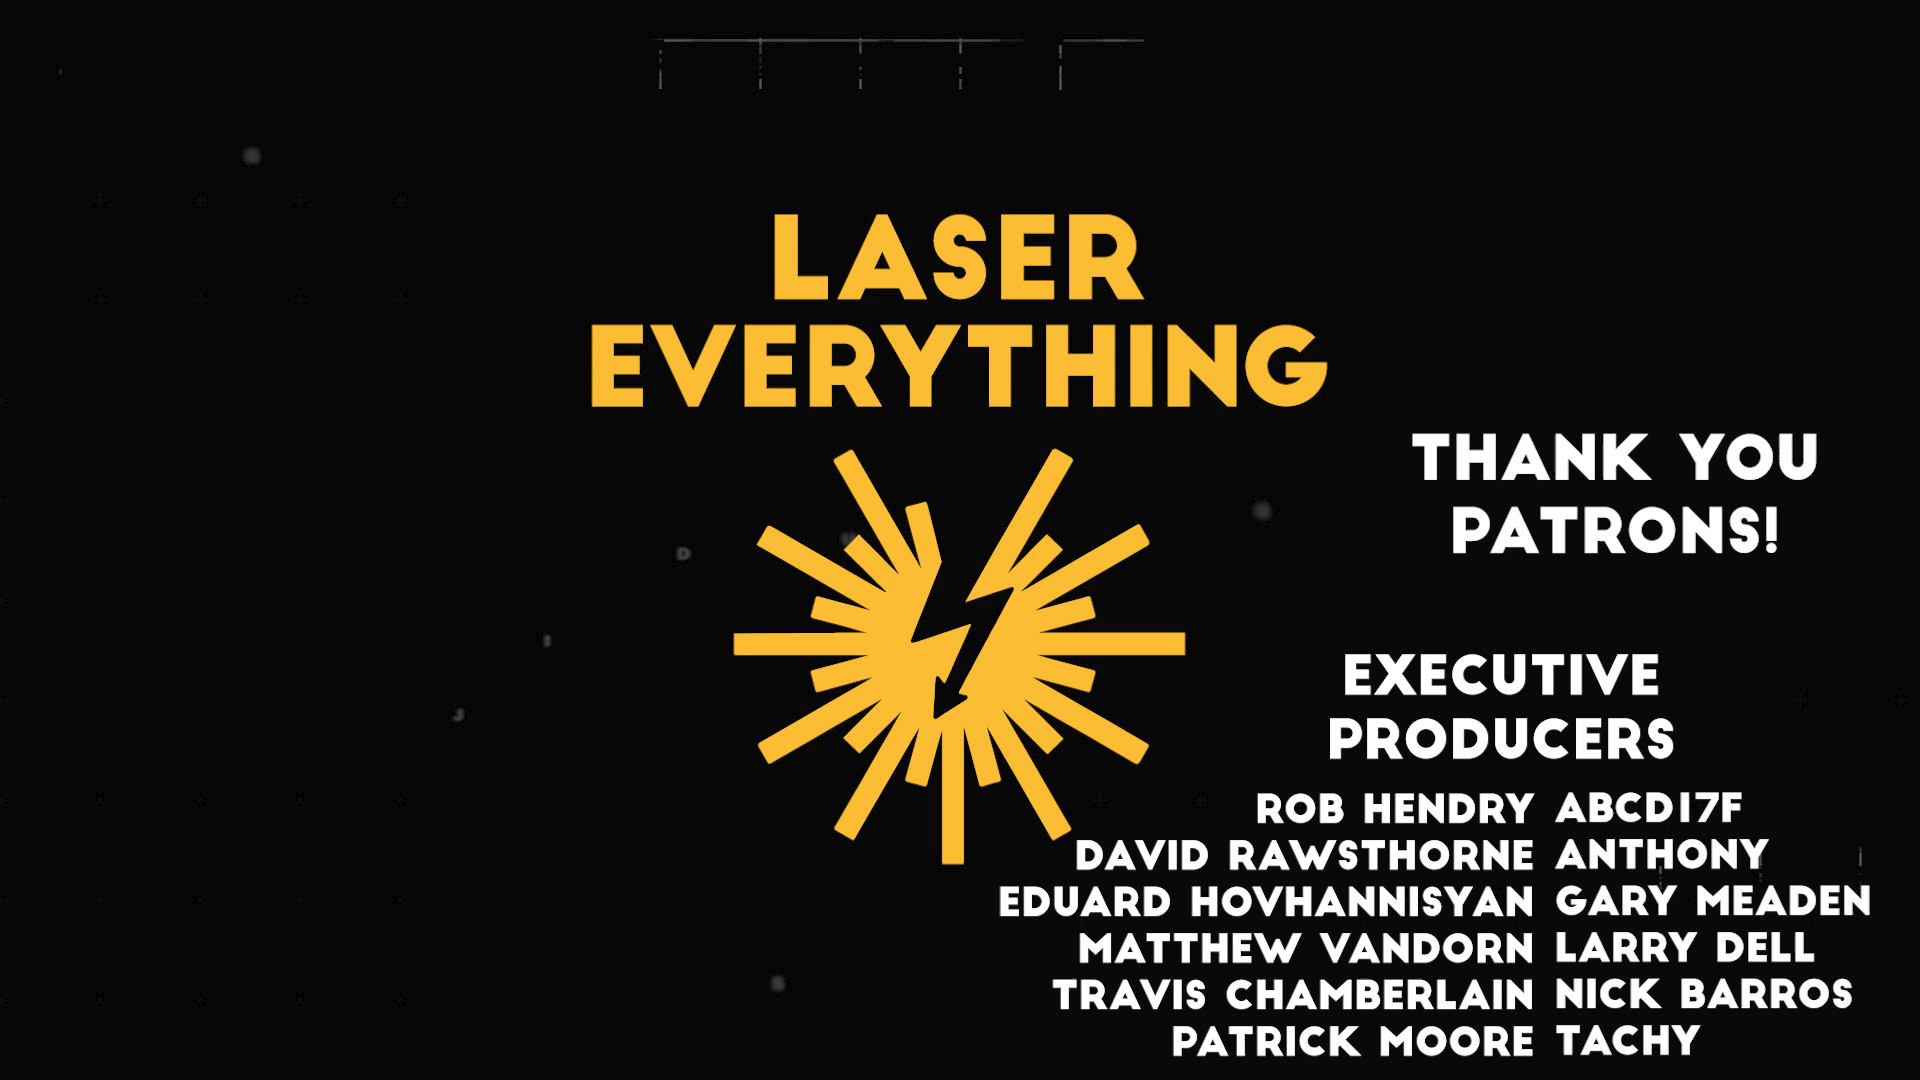 LASER
EVERYTHING
THANK YOU
PATRONS!
EXECUTIVE
PRODUCERS
ROB HENDRY ABCD17F
DAVID RAWSTHORNE ANTHONY
EDUARD HOVHANNISYAN GARY MEADEN
MATTHEW VANDORN LARRY DELL
TRAVIS CHAMBERLAIN NICK BARROS
PATRICK MOORE TACHY